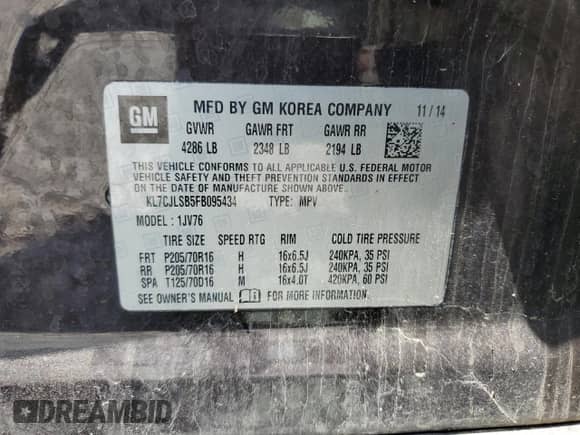 GM
MFD BY GM KOREA COMPANY 11/14
GVWR GAWR FRT GAWR RR
4286 LB 2348 LB 2194 LB
THIS VEHICLE CONFORMS TO ALL APPLICABLE U.S. FEDERAL MOTOR
VEHICLE SAFETY AND THEFT PREVENTION STANDARDS IN EFFECT
ON THE DATE OF MANUFACTURE SHOWN ABOVE.
KL7CJLSB5FB095434 TYPE: MPV
MODEL: 1JV76
TIRE SIZE SPEED RTG RIM COLD TIRE PRESSURE
FRT P205/70R16 H 16x6.5J 240KPA, 35 PSI
RR P205/70R16 H 16x6.5J 240KPA, 35 PSI
SPA T125/70D16 M 16x4.0T 420KPA, 60 PSI
SEE OWNER'S MANUAL FOR MORE INFORMATION
DREAMBID